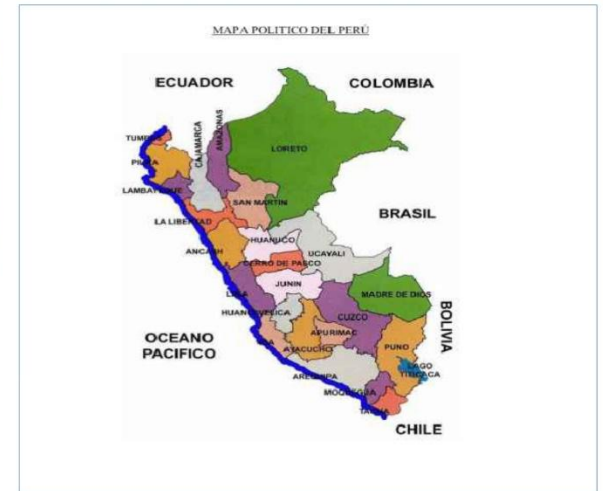 MAPA POLITICO DEL PERÚ
ECUADOR
COLOMBIA
TUMBES
CAJAMARCA
AMAZONAS
LORETO
PIURA
LAMBAYEQUE
SAN MARTIN
LA LIBERTAD
BRASIL
HUANUCO
ANCASH
UCAYALI
CERRO DE PASCO
JUNIN
LIMA
MADRE DE DIOS
HUANCAVELICA
CUZCO
BOLIVIA
OCEANO
PACIFICO
ICA
APURIMAC
AYACUCHO
PUNO
LAGO
TITICACA
AREQUIPA
MOQUEGUA
TACNA
CHILE